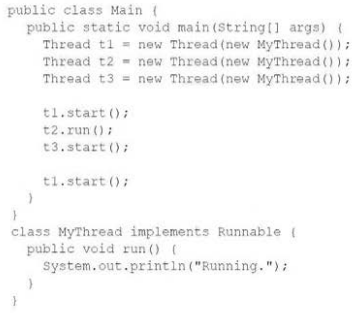 public class Main {
  public static void main(String[] args) {
    Thread t1 = new Thread(new MyThread());
    Thread t2 = new Thread(new MyThread());
    Thread t3 = new Thread(new MyThread());

    t1.start();
    t2.run();
    t3.start();

    t1.start();
  }
}
class MyThread implements Runnable {
  public void run() {
    System.out.println("Running.");
  }
}